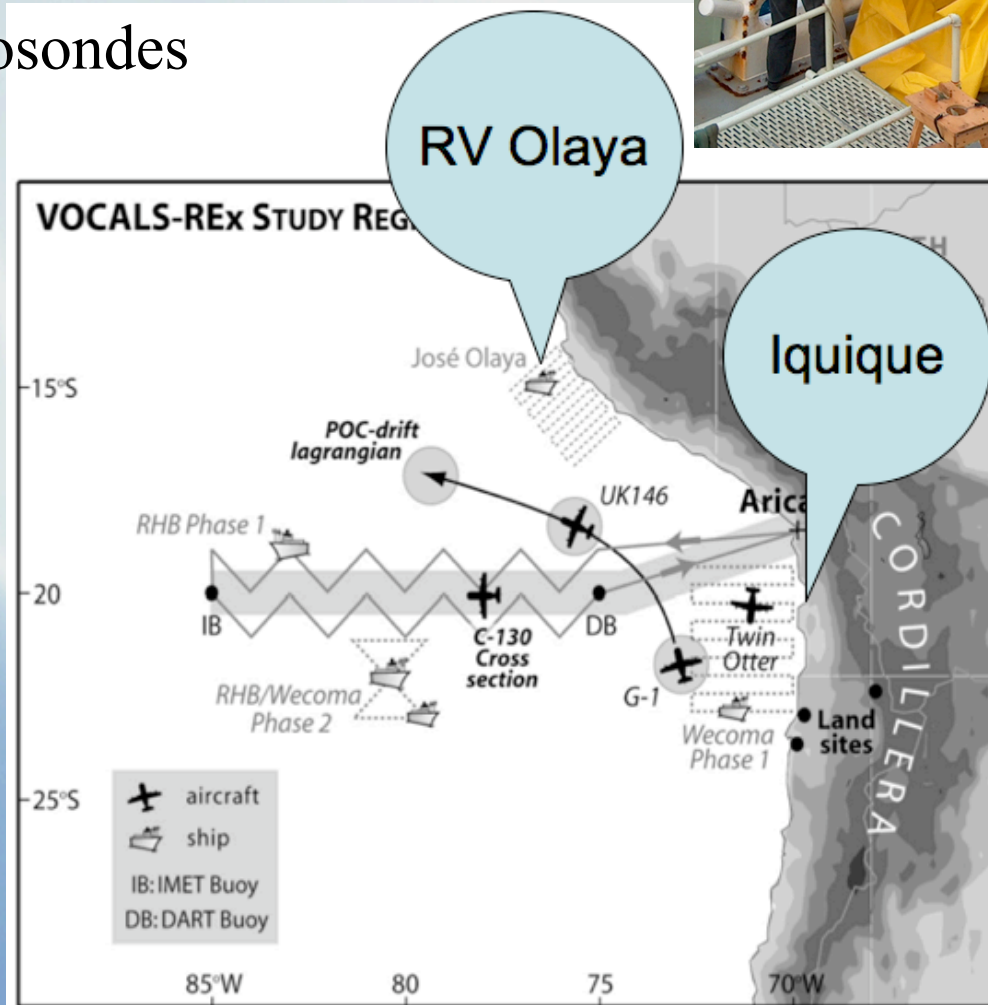 osondes
RV Olaya
VOCALS-REx STUDY REG
Iquique
José Olaya
15°S
POC-drift
lagrangian
UK146
Arica
RHB Phase 1
20
IB
DB
C-130
Cross
section
Twin
Otter
RHB/Wecoma
Phase 2
G-1
Wecoma
Phase 1
Land
sites
CORDILLERA
25°S
aircraft
ship
IB: IMET Buoy
DB: DART Buoy
85°W
80
75
70°W